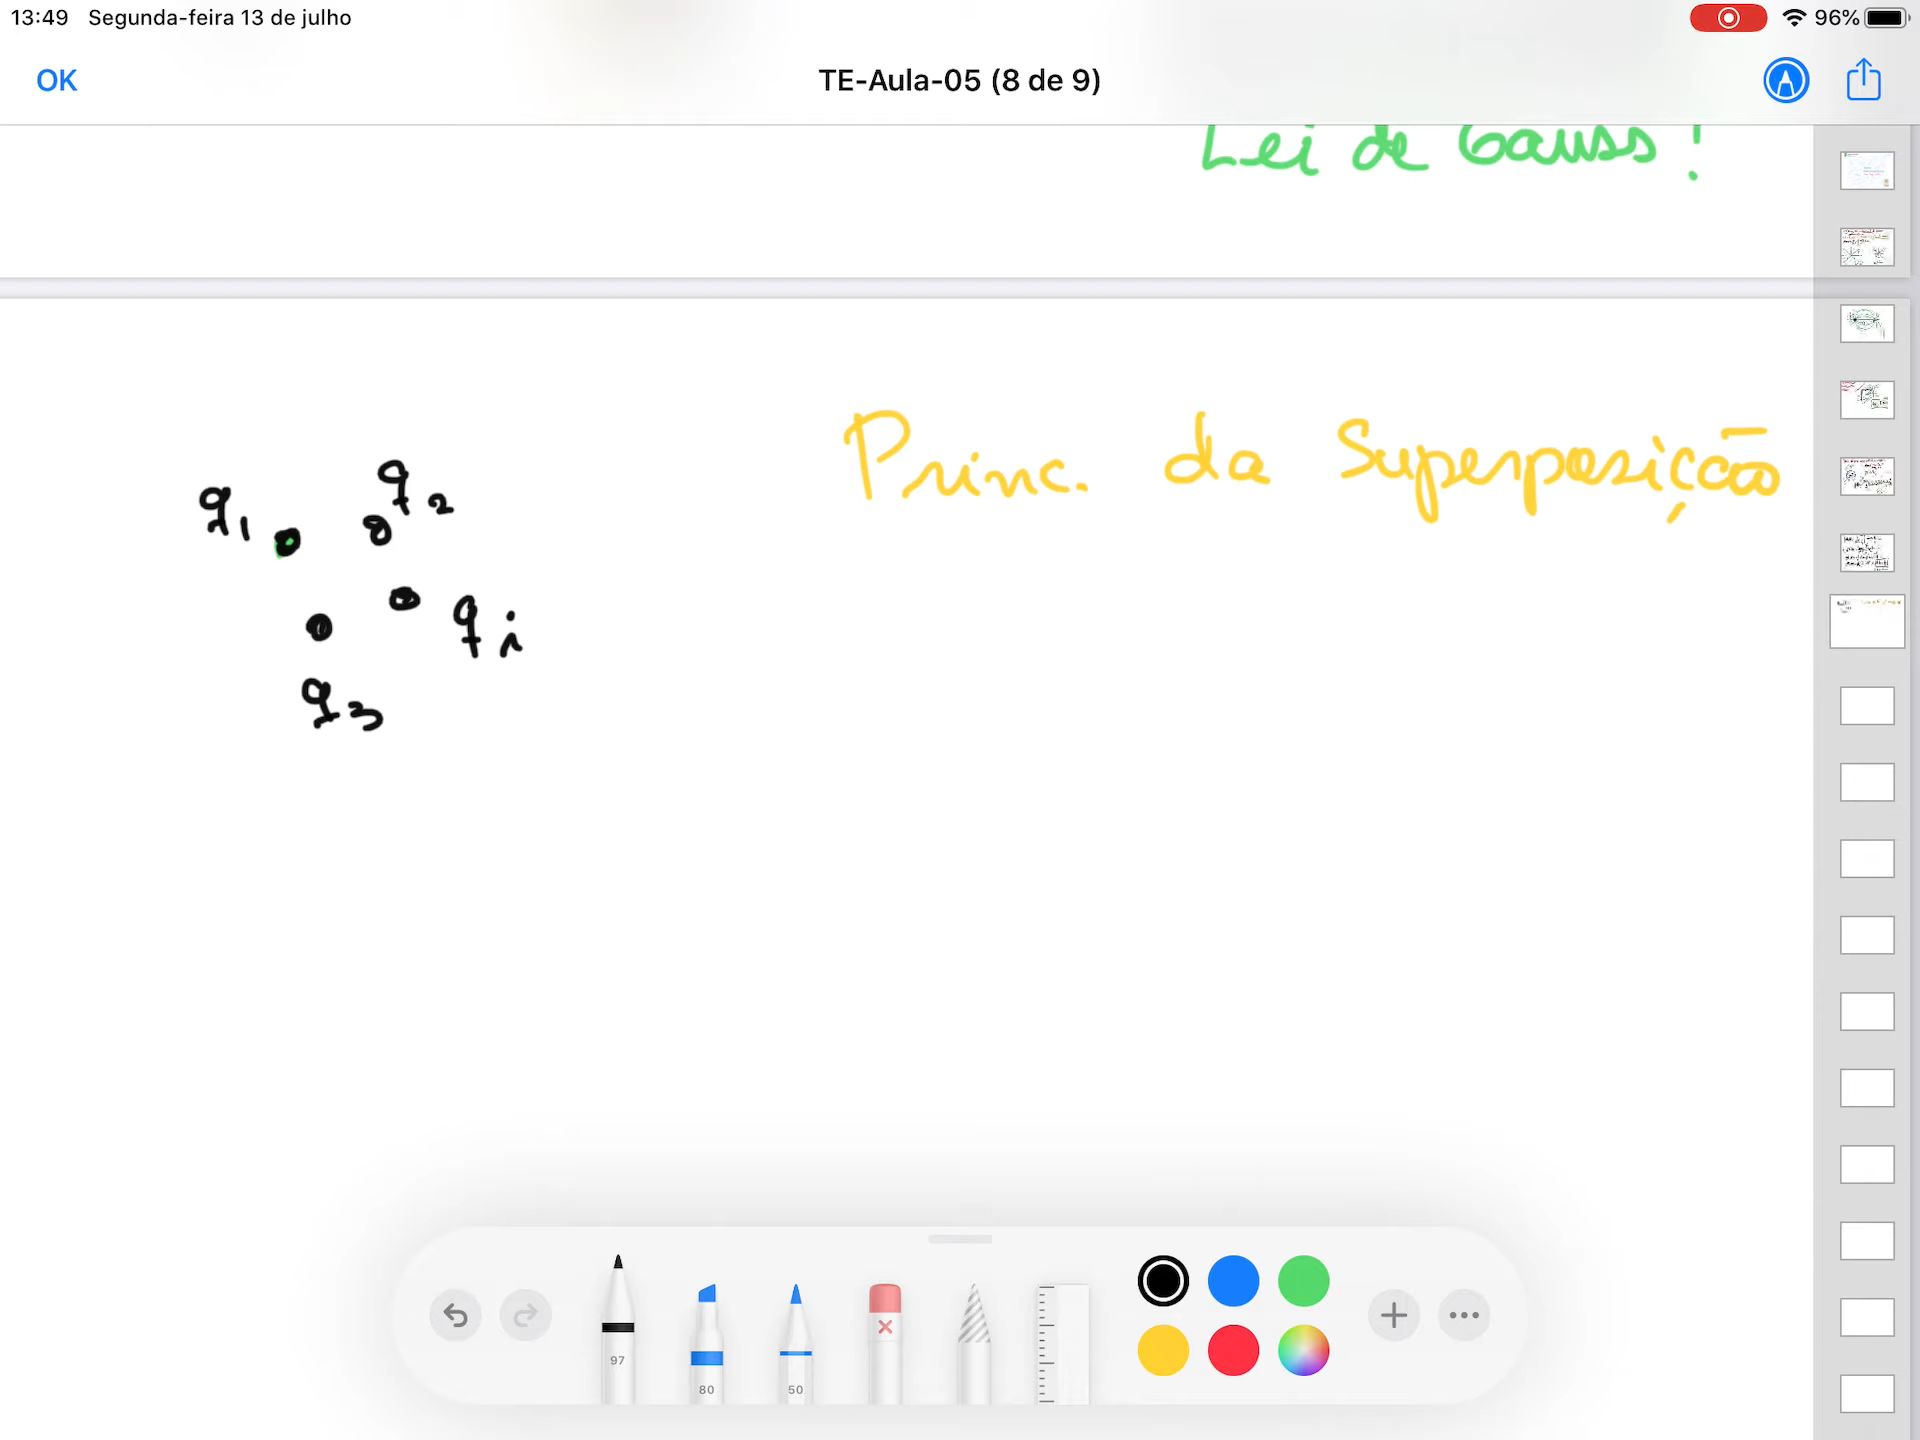 13:49 Segunda-feira 13 de julho 96%
OK TE-Aula-05 (8 de 9)
Lei de Gauss!
Princ. da Superposição
q1 q2
qi
q3
97 80 50